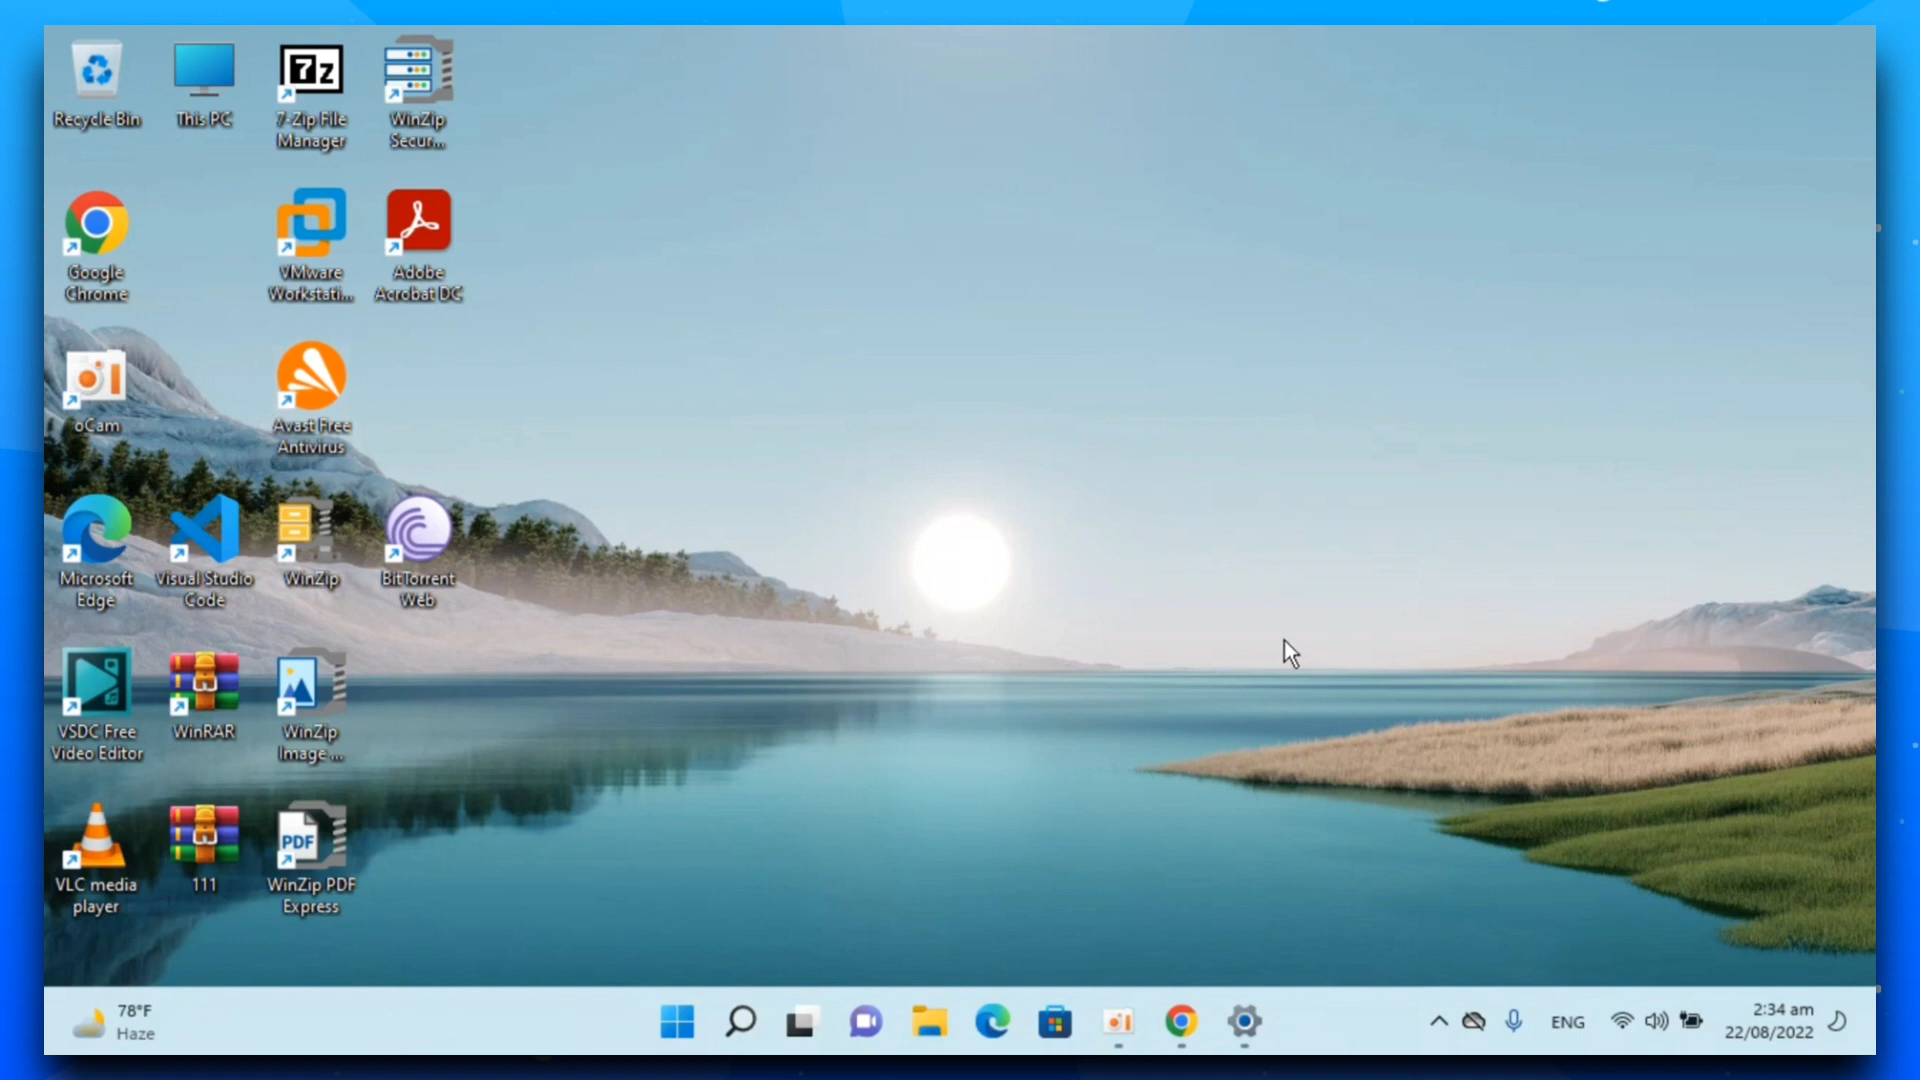 Recycle Bin
This PC
7-Zip File
Manager
WinZip
Secur...
Google
Chrome
VMware
Workstati...
Adobe
Acrobat DC
oCam
Avast Free
Antivirus
Microsoft
Edge
Visual Studio
Code
WinZip
BitTorrent
Web
VSDC Free
Video Editor
WinRAR
WinZip
Image ...
VLC media
player
111
PDF
WinZip PDF
Express
7z
78°F
Haze
ENG
2:34 am
22/08/2022